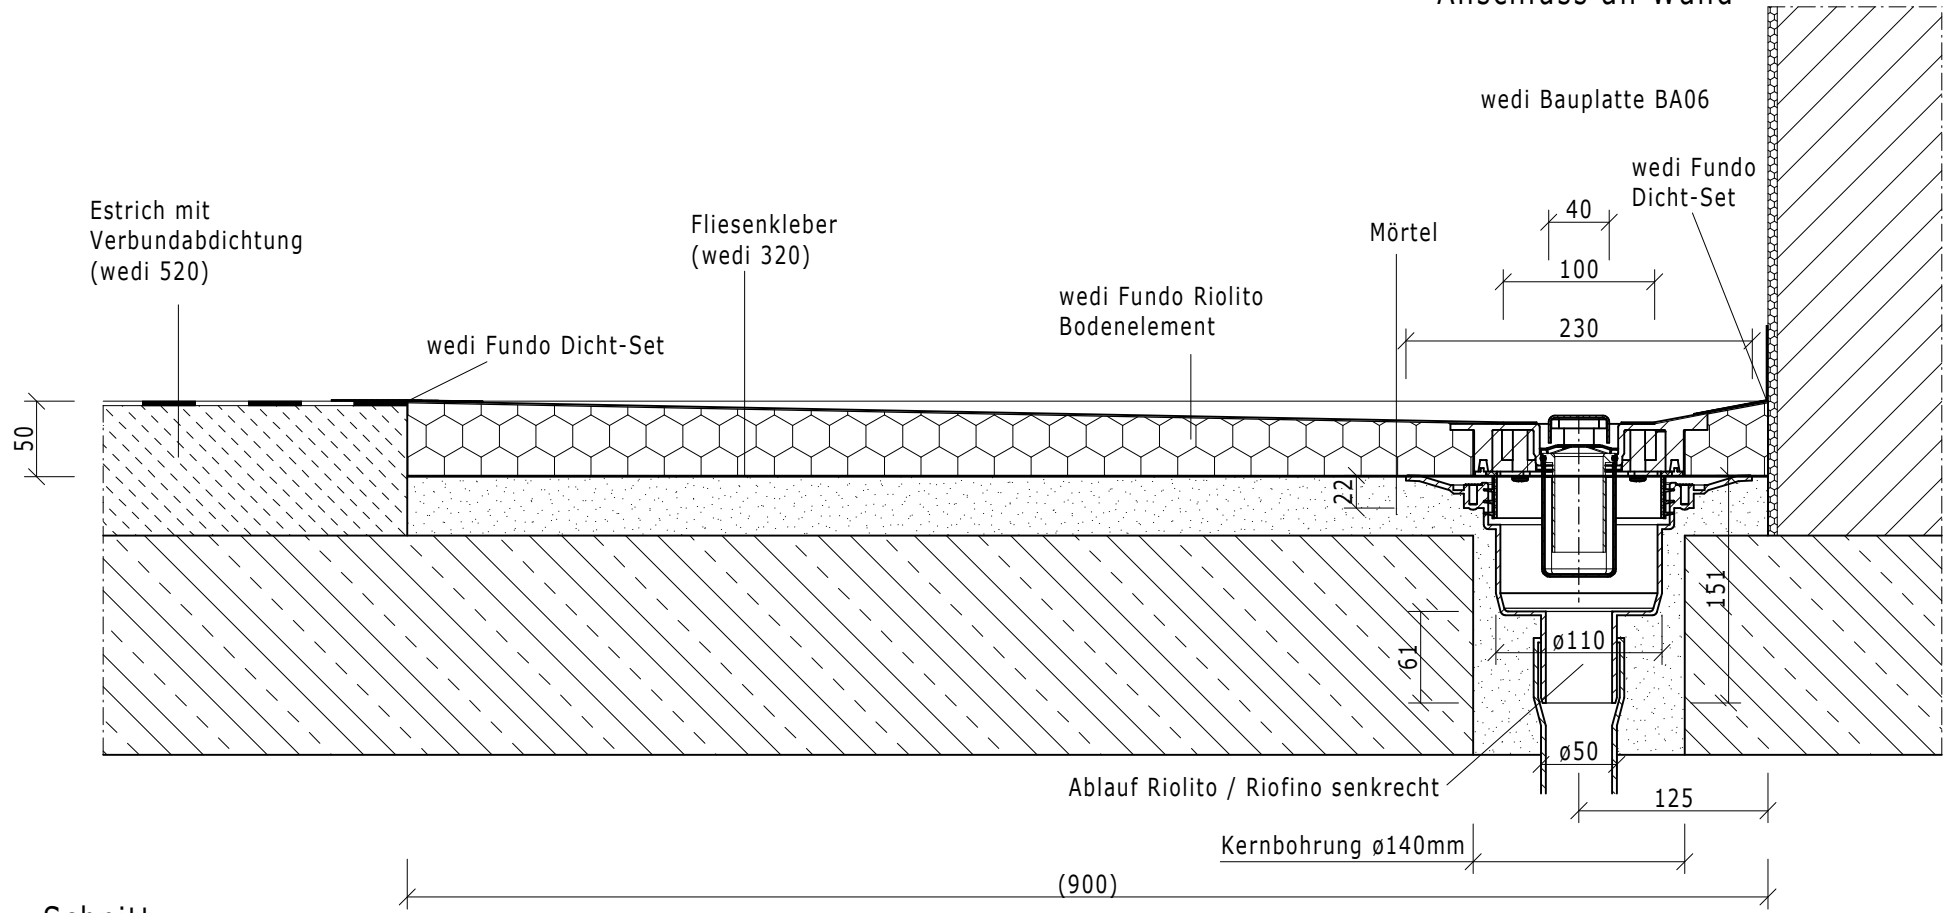 Anschluss an Wand
wedi Bauplatte BA06
wedi Fundo
Dicht-Set
Estrich mit
Verbundabdichtung
(wedi 520)
Fliesenkleber
(wedi 320)
Mörtel
40
100
wedi Fundo Riolito
Bodenelement
230
wedi Fundo Dicht-Set
50
22
151
61
ø110
ø50
Ablauf Riolito / Riofino senkrecht
125
Kernbohrung ø140mm
(900)
Schnitt